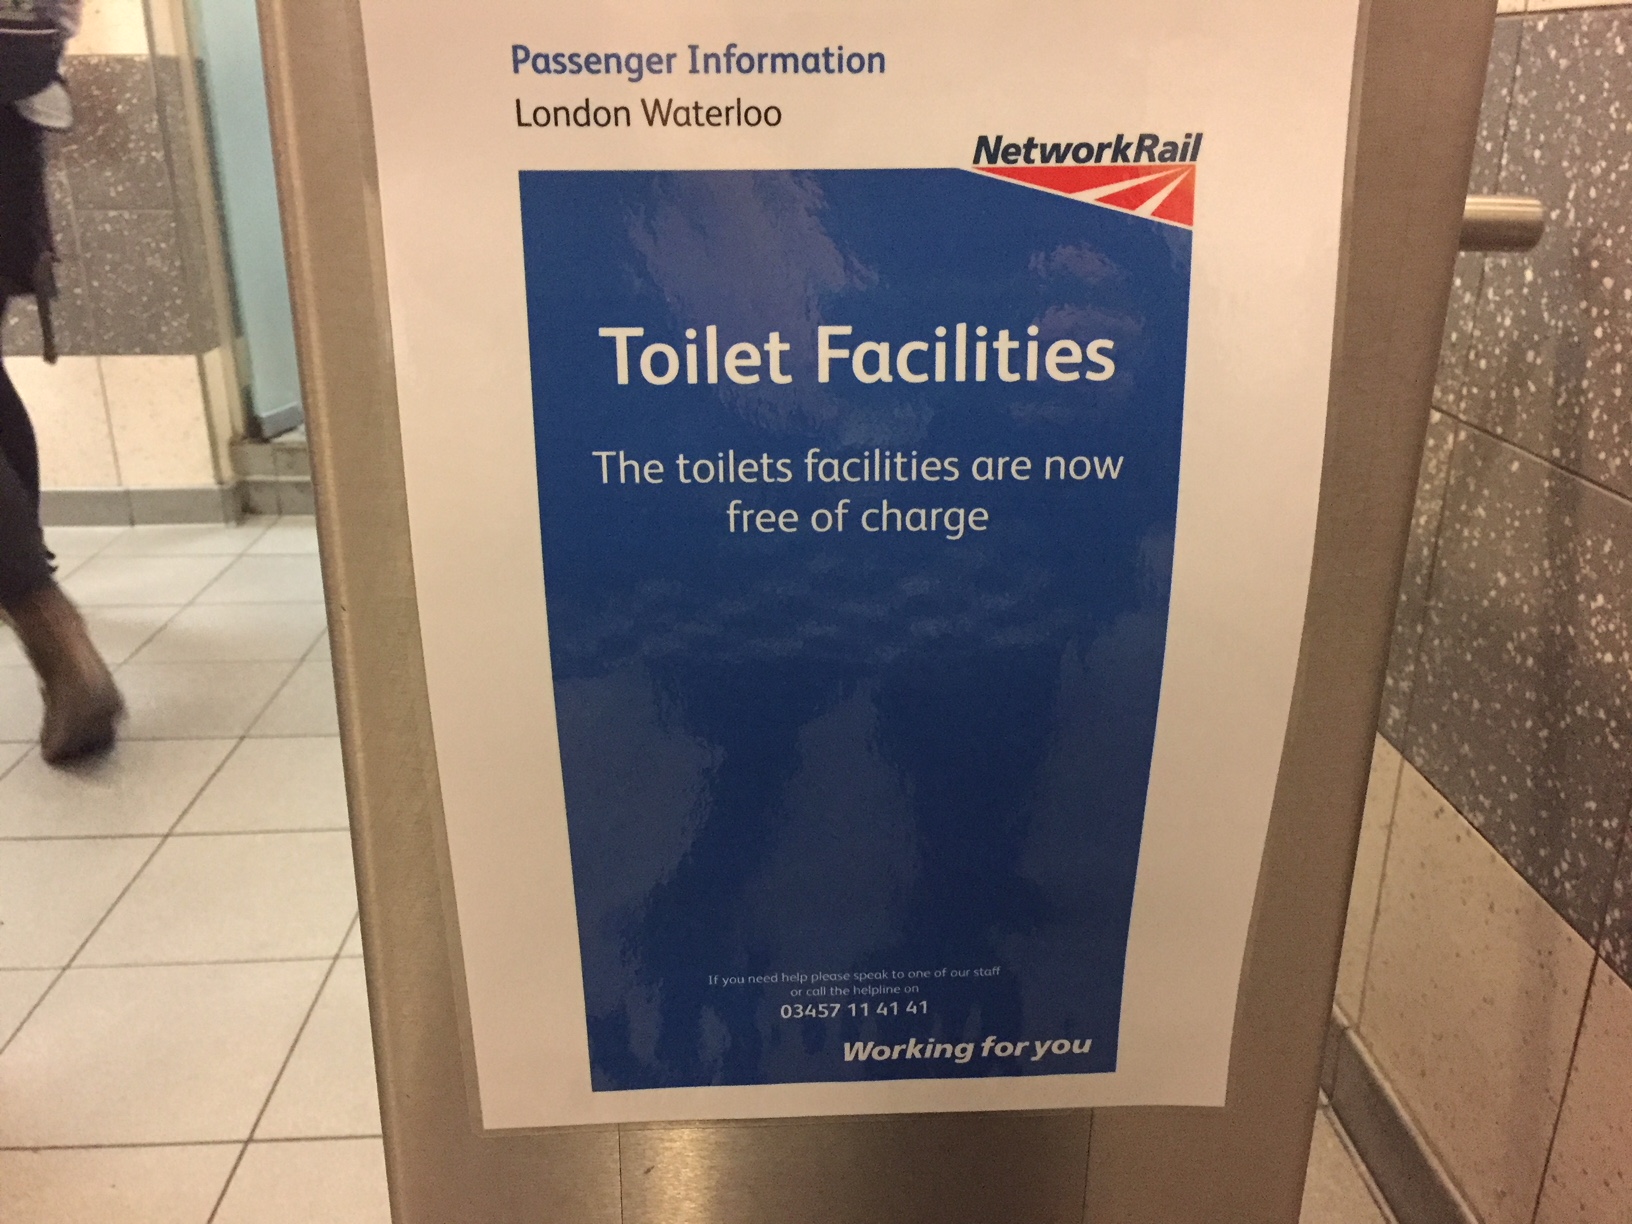 Passenger Information
London Waterloo
NetworkRail
Toilet Facilities
The toilets facilities are now
free of charge
If you need help please speak to one of our staff
or call the helpline on
03457 11 41 41
Working for you